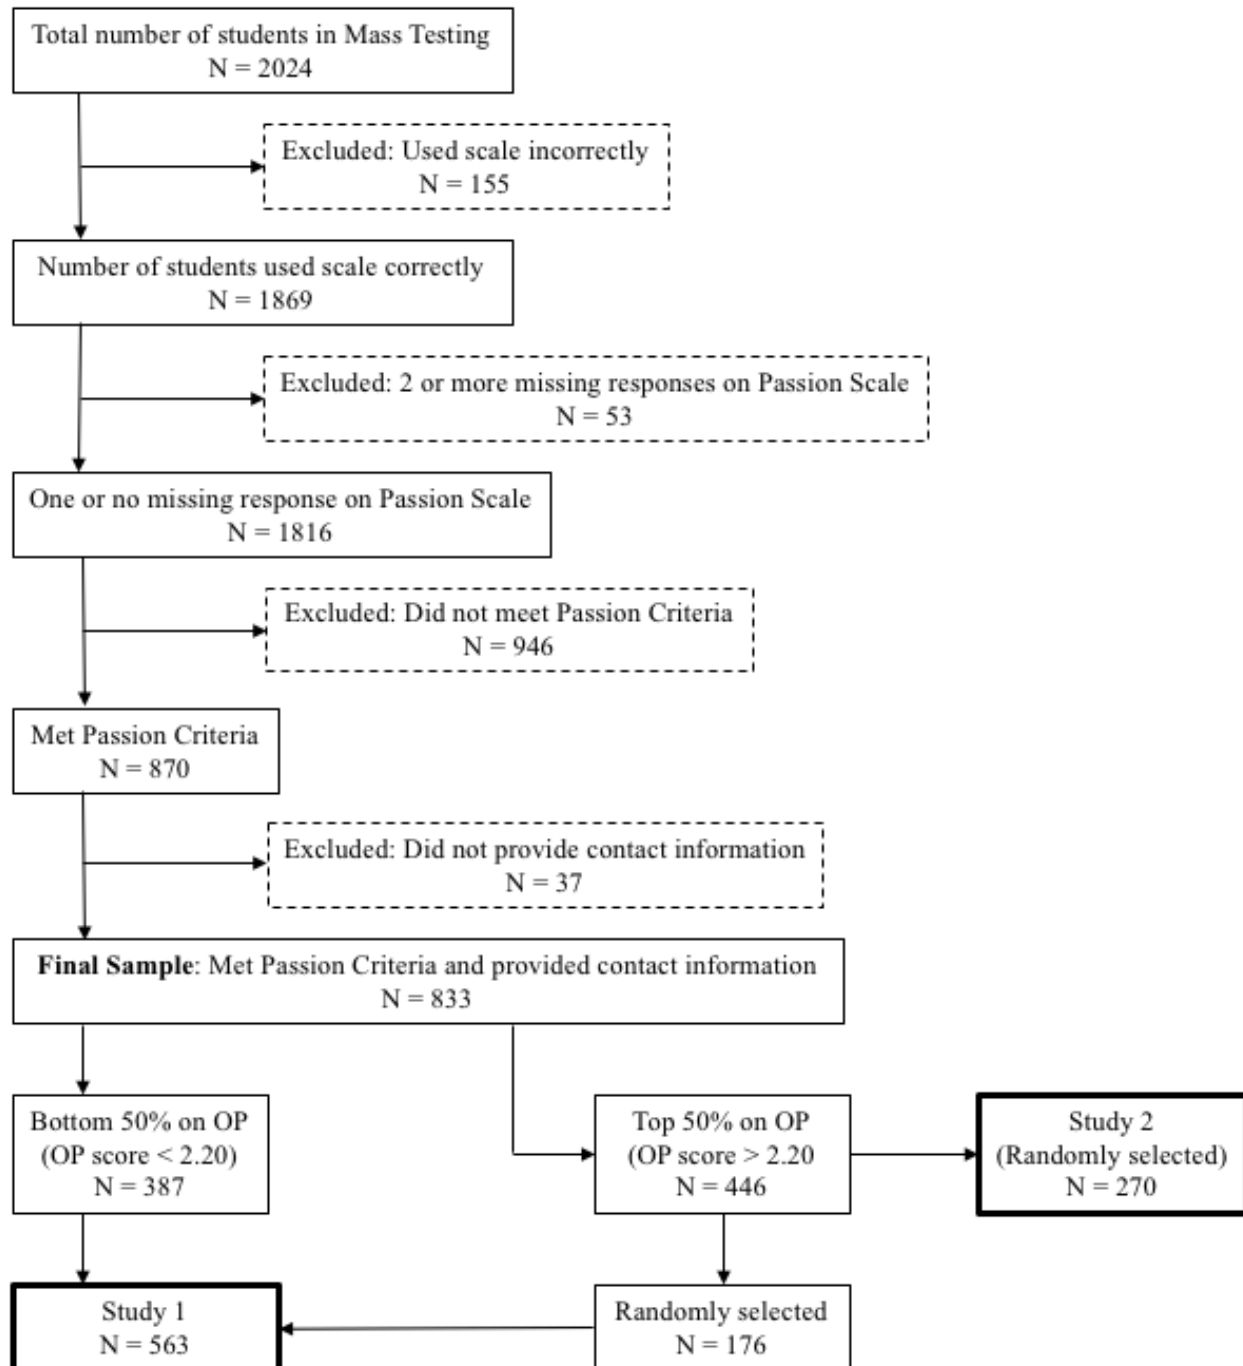 Total number of students in Mass Testing
N = 2024
Excluded: Used scale incorrectly
N = 155
Number of students used scale correctly
N = 1869
Excluded: 2 or more missing responses on Passion Scale
N = 53
One or no missing response on Passion Scale
N = 1816
Excluded: Did not meet Passion Criteria
N = 946
Met Passion Criteria
N = 870
Excluded: Did not provide contact information
N = 37
Final Sample: Met Passion Criteria and provided contact information
N = 833
Bottom 50% on OP
(OP score < 2.20)
N = 387
Top 50% on OP
(OP score > 2.20
N = 446
Study 2
(Randomly selected)
N = 270
Study 1
N = 563
Randomly selected
N = 176